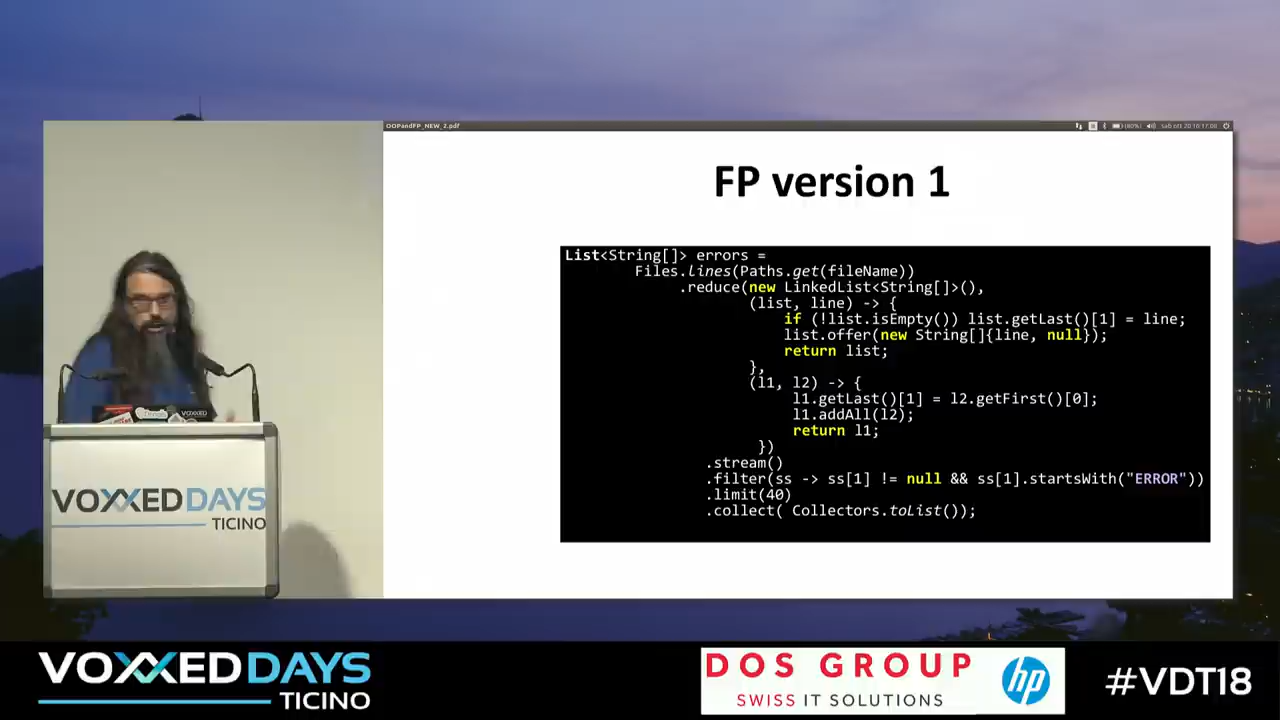 OOPandFP_NEW_2.pdf
FP version 1
List<String[]> errors =
Files.lines(Paths.get(fileName))
.reduce(new LinkedList<String[]>(),
(list, line) -> {
if (!list.isEmpty()) list.getLast()[1] = line;
list.offer(new String[]{line, null});
return list;
},
(l1, l2) -> {
l1.getLast()[1] = l2.getFirst()[0];
l1.addAll(l2);
return l1;
})
.stream()
.filter(ss -> ss[1] != null && ss[1].startsWith("ERROR"))
.limit(40)
.collect( Collectors.toList());
VOXXED DAYS
TICINO
VOXXED DAYS
TICINO
DOS GROUP
SWISS IT SOLUTIONS
hp
#VDT18